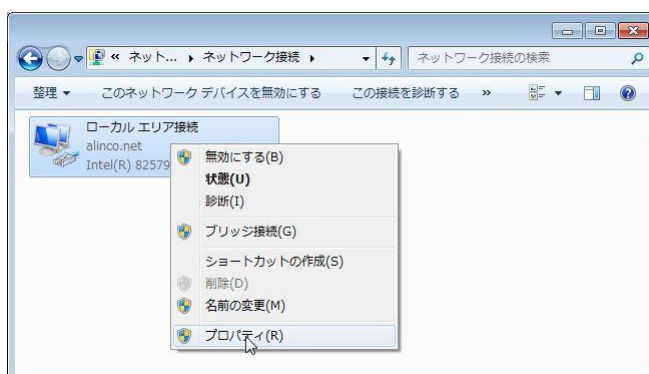 « ネット... ▸ ネットワーク接続 ▸
ネットワーク接続の検索
整理 ▼ このネットワーク デバイスを無効にする この接続を診断する »
ローカル エリア接続
alinco.net
Intel(R) 82579
無効にする(B)
状態(U)
診断(I)
ブリッジ接続(G)
ショートカットの作成(S)
削除(D)
名前の変更(M)
プロパティ(R)